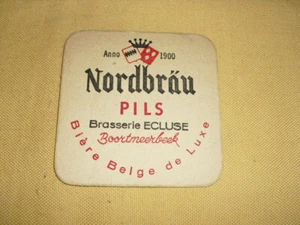 Anno 1900
Nordbräu
PILS
Brasserie ECLUSE
Boortmeerbeek
Bière Belge de Luxe